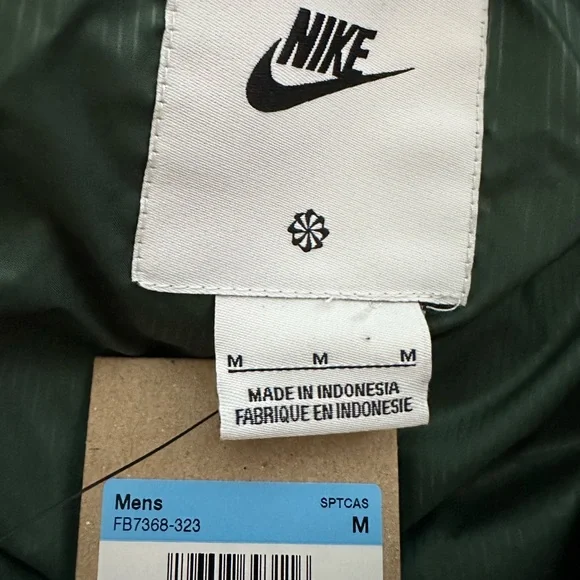 NIKE
M M M
MADE IN INDONESIA
FABRIQUE EN INDONESIE
Mens SPTCAS
FB7368-323 M